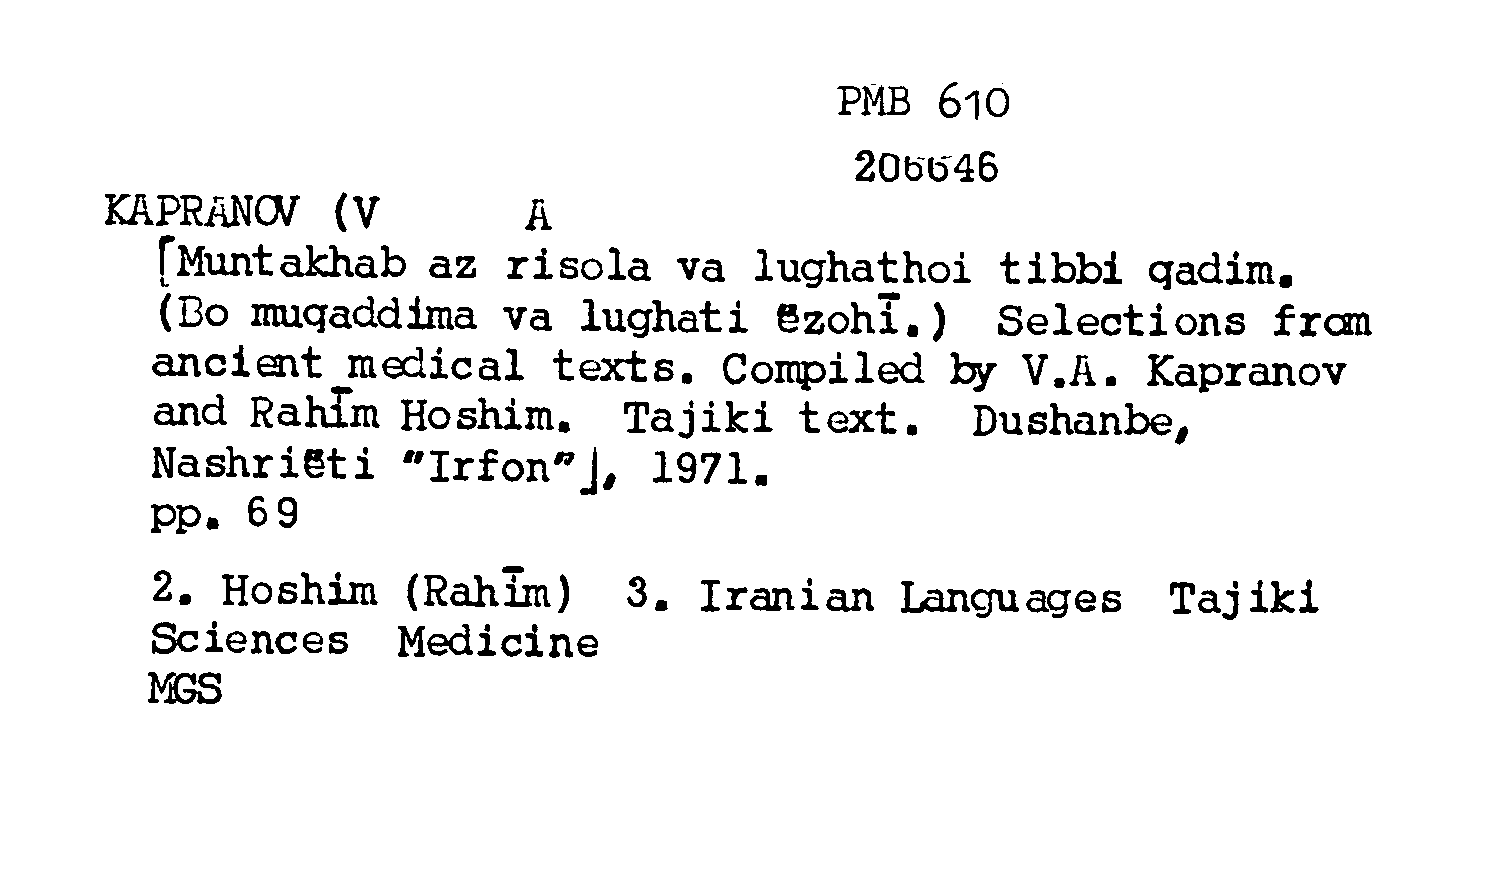 PMB 610
206646
KAPRANOV (V A
⌈Muntakhab az risola va lughathoi tibbi qadim.
(Bo muqaddima va lughati ëzohī.) Selections from
ancient medical texts. Compiled by V.A. Kapranov
and Rahīm Hoshim. Tajiki text. Dushanbe,
Nashriëti "Irfon"⌋, 1971.
pp. 69
2. Hoshim (Rahīm) 3. Iranian Languages Tajiki
Sciences Medicine
MGS